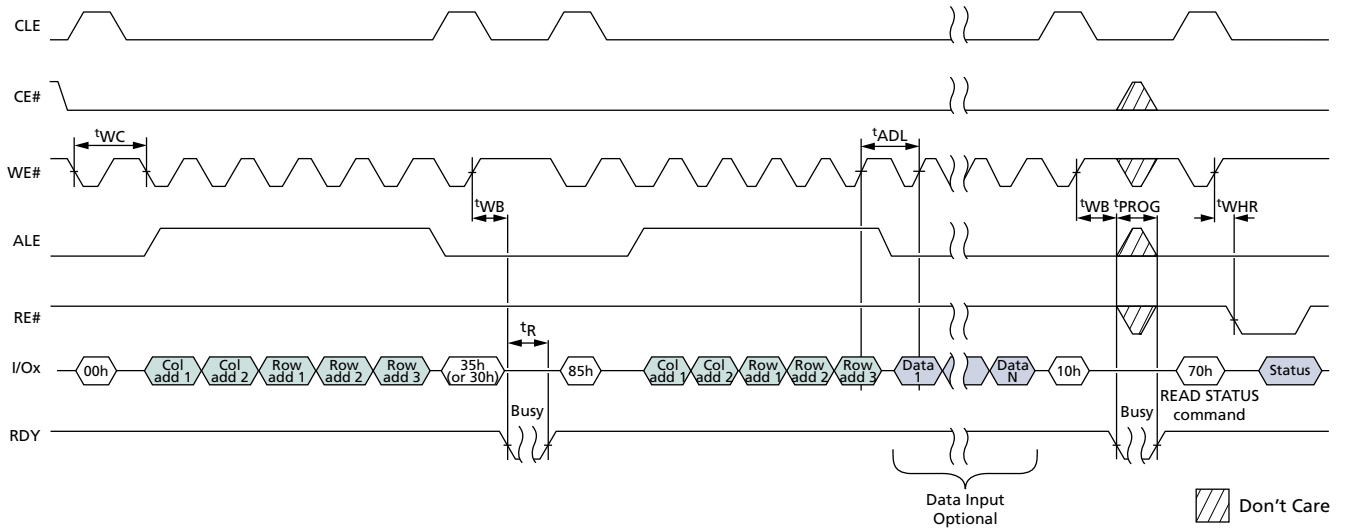 CLE
CE#
tWC
tADL
WE#
tWB
tWB
tPROG
tWHR
ALE
RE#
tR
I/Ox
00h
Col
add 1
Col
add 2
Row
add 1
Row
add 2
Row
add 3
35h
(or 30h)
85h
Col
add 1
Col
add 2
Row
add 1
Row
add 2
Row
add 3
Data
1
Data
N
10h
70h
Status
READ STATUS
command
Busy
Busy
RDY
Data Input
Optional
Don't Care